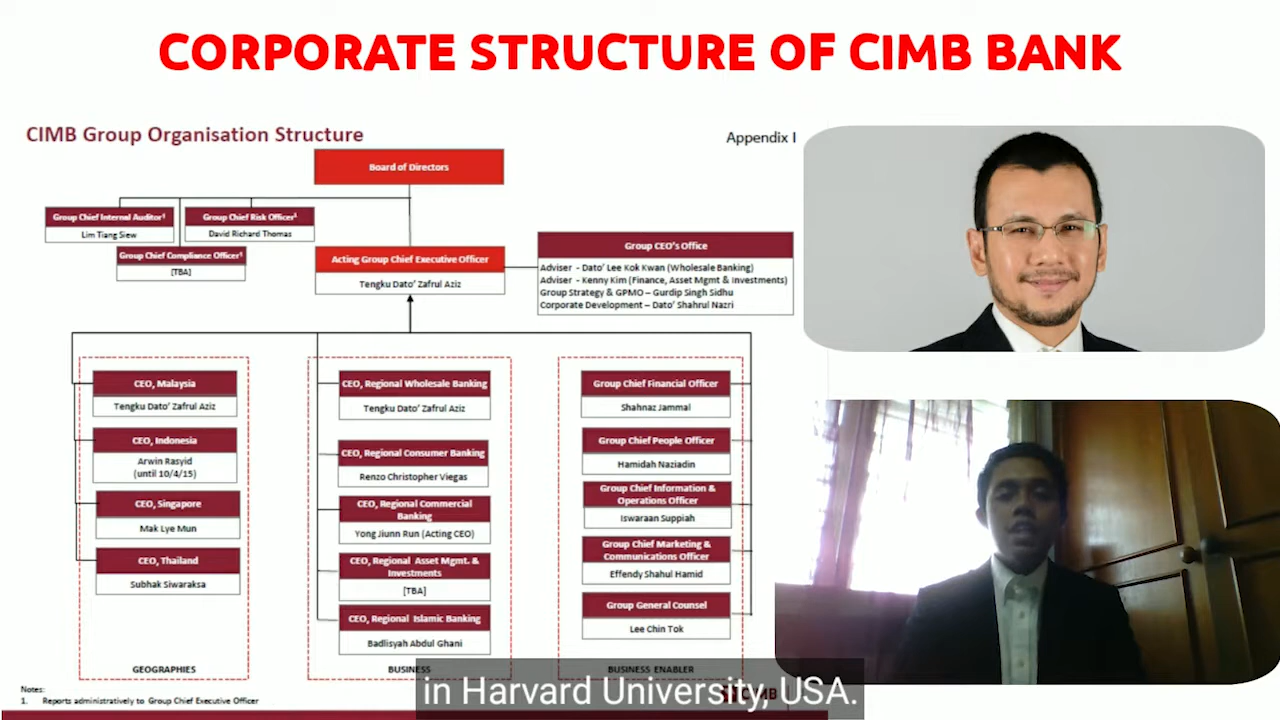 CORPORATE STRUCTURE OF CIMB BANK
CIMB Group Organisation Structure
Appendix I
Board of Directors
Group Chief Internal Auditor¹
Lim Tiang Siew
Group Chief Risk Officer¹
David Richard Thomas
Group Chief Compliance Officer¹
[TBA]
Acting Group Chief Executive Officer
Tengku Dato' Zafrul Aziz
Group CEO's Office
Adviser - Dato' Lee Kok Kwan (Wholesale Banking)
Adviser - Kenny Kim (Finance, Asset Mgmt & Investments)
Group Strategy & GPMO – Gurdip Singh Sidhu
Corporate Development – Dato' Shahrul Nazri
CEO, Malaysia
Tengku Dato' Zafrul Aziz
CEO, Indonesia
Arwin Rasyid
(until 10/4/15)
CEO, Singapore
Mak Lye Mun
CEO, Thailand
Subhak Siwaraksa
GEOGRAPHIES
CEO, Regional Wholesale Banking
Tengku Dato' Zafrul Aziz
CEO, Regional Consumer Banking
Renzo Christopher Viegas
CEO, Regional Commercial
Banking
Yong Jiunn Run (Acting CEO)
CEO, Regional Asset Mgmt. &
Investments
[TBA]
CEO, Regional Islamic Banking
Badlisyah Abdul Ghani
BUSINESS
Group Chief Financial Officer
Shahnaz Jammal
Group Chief People Officer
Hamidah Naziadin
Group Chief Information &
Operations Officer
Iswaraan Suppiah
Group Chief Marketing &
Communications Officer
Effendy Shahul Hamid
Group General Counsel
Lee Chin Tok
BUSINESS ENABLER
Notes:
1. Reports administratively to Group Chief Executive Officer
CIMB
in Harvard University, USA.